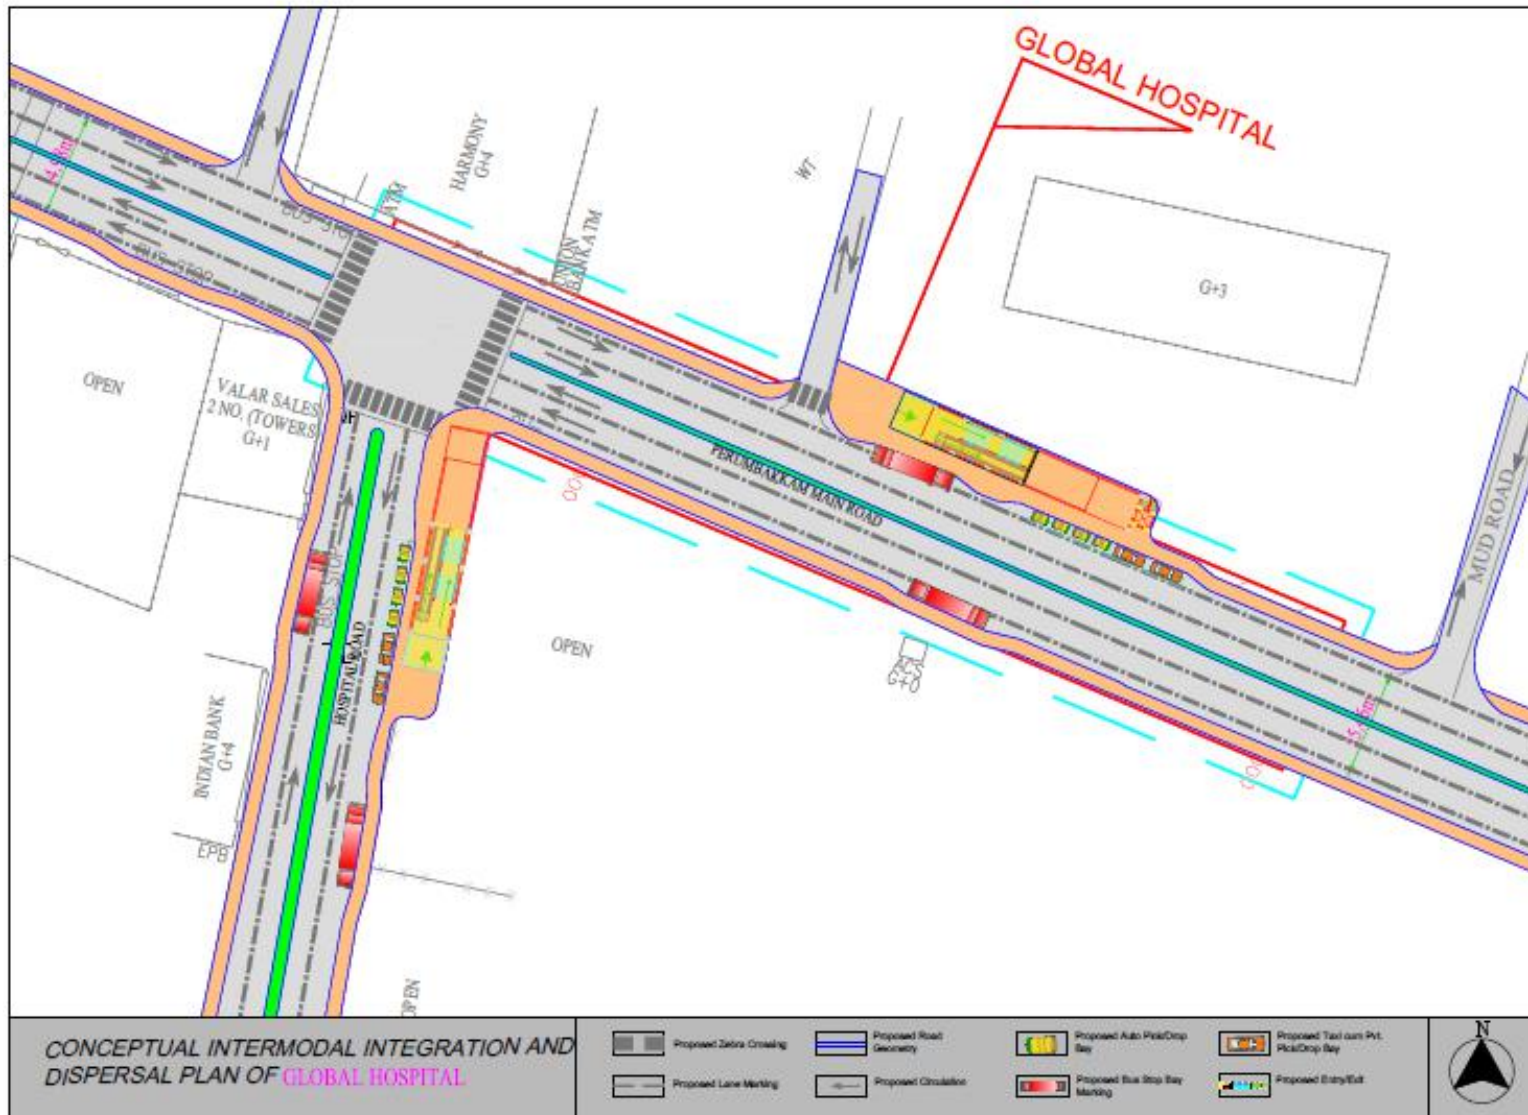 GLOBAL HOSPITAL
HARMONY
G+4
ATM
UNION
BANK ATM
WT
G+3
BUS STOP
OPEN
VALAR SALES
2 NO. (TOWERS)
G+1
PERUMBAKKAM MAIN ROAD
MUD ROAD
BUS STOP
HOSPITAL ROAD
OPEN
INDIAN BANK
G+4
EPB
OPEN
CONCEPTUAL INTERMODAL INTEGRATION AND
DISPERSAL PLAN OF GLOBAL HOSPITAL
Proposed Zebra Crossing
Proposed Lane Marking
Proposed Road
Geometry
Proposed Circulation
Proposed Auto Pick/Drop
Bay
Proposed Bus Stop Bay
Marking
Proposed Taxi cum Pvt.
Pick/Drop Bay
Proposed Entry/Exit
N